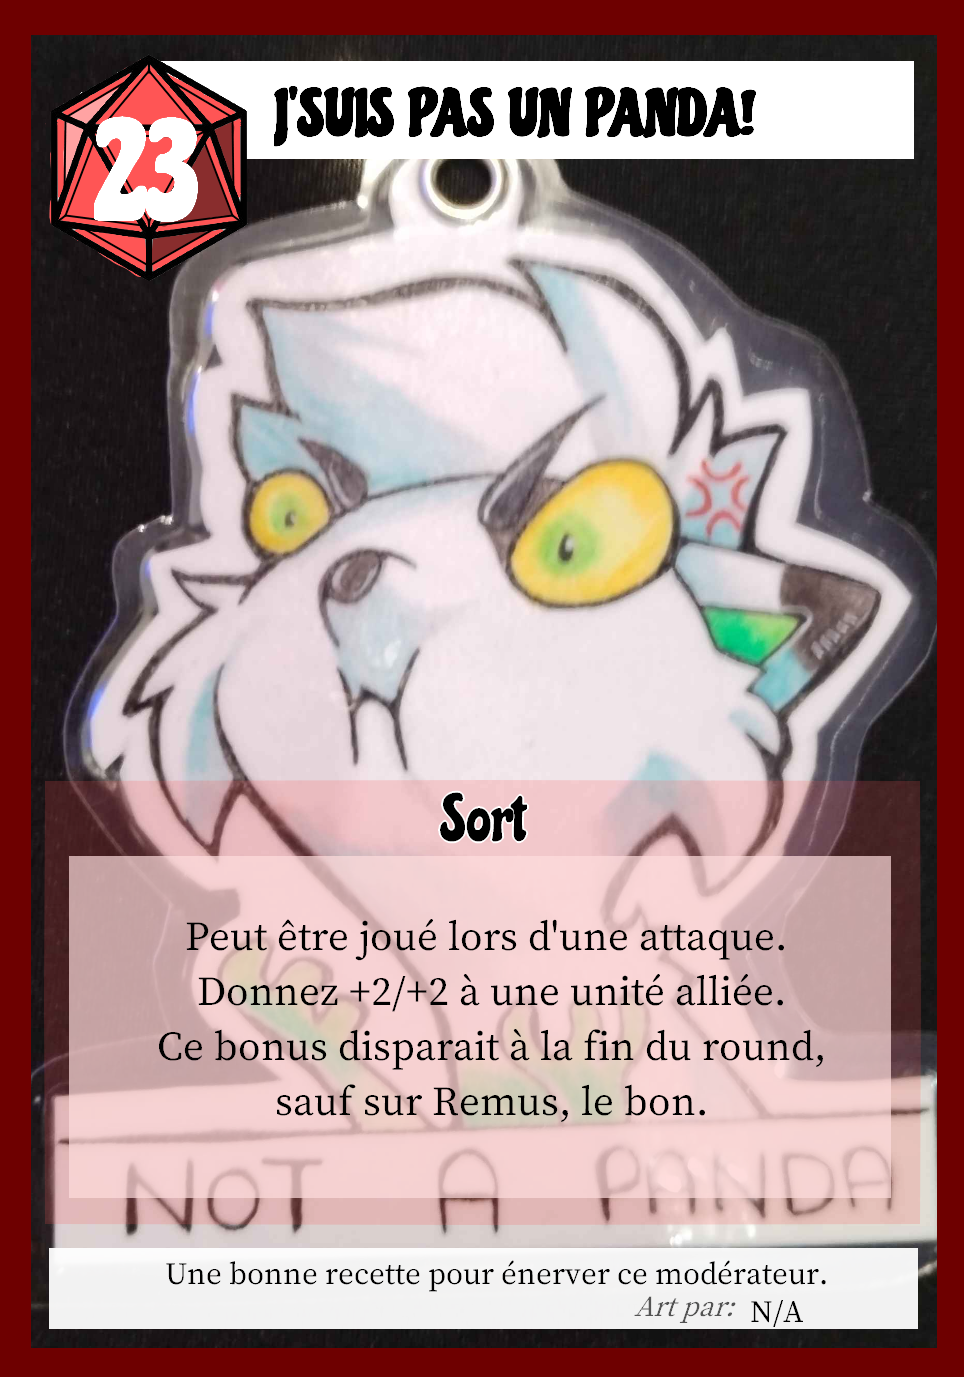 23
J'SUIS PAS UN PANDA!
Sort
Peut être joué lors d'une attaque.
Donnez +2/+2 à une unité alliée.
Ce bonus disparait à la fin du round,
sauf sur Remus, le bon.
NOT A PANDA
Une bonne recette pour énerver ce modérateur.
Art par: N/A